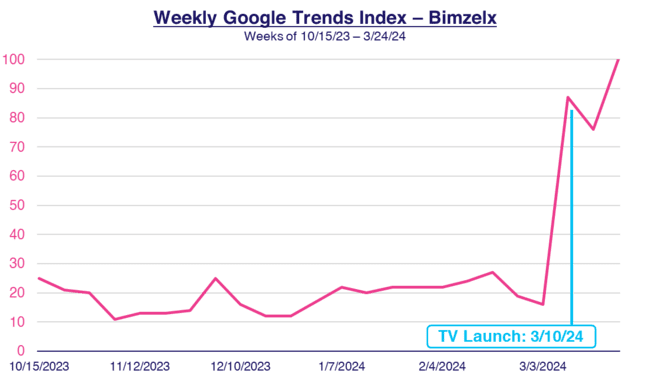 Weekly Google Trends Index – Bimzelx
Weeks of 10/15/23 – 3/24/24
100
90
80
70
60
50
40
30
20
10
0
TV Launch: 3/10/24
10/15/2023 11/12/2023 12/10/2023 1/7/2024 2/4/2024 3/3/2024